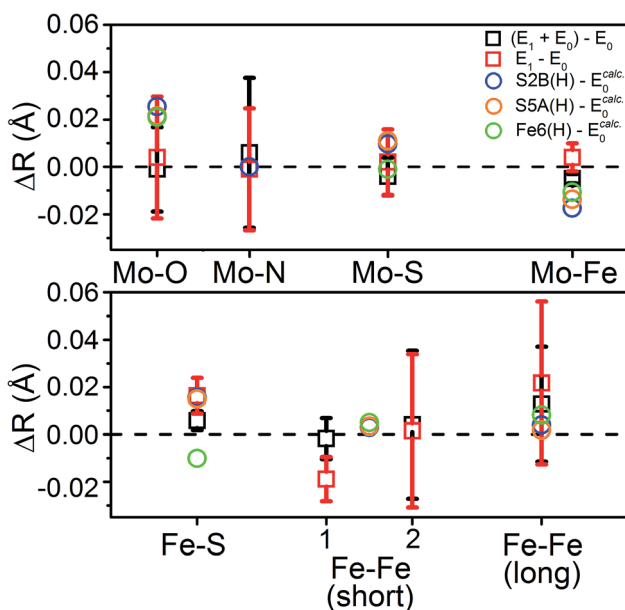 0.06
0.04
0.02
0.00
-0.02
ΔR (Å)
(E₁ + E₀) - E₀
E₁ - E₀
S2B(H) - E₀ᶜᵃˡᶜ·
S5A(H) - E₀ᶜᵃˡᶜ·
Fe6(H) - E₀ᶜᵃˡᶜ·
Mo-O Mo-N Mo-S Mo-Fe
0.06
0.04
0.02
0.00
-0.02
ΔR (Å)
1 2
Fe-S Fe-Fe Fe-Fe
(short) (long)